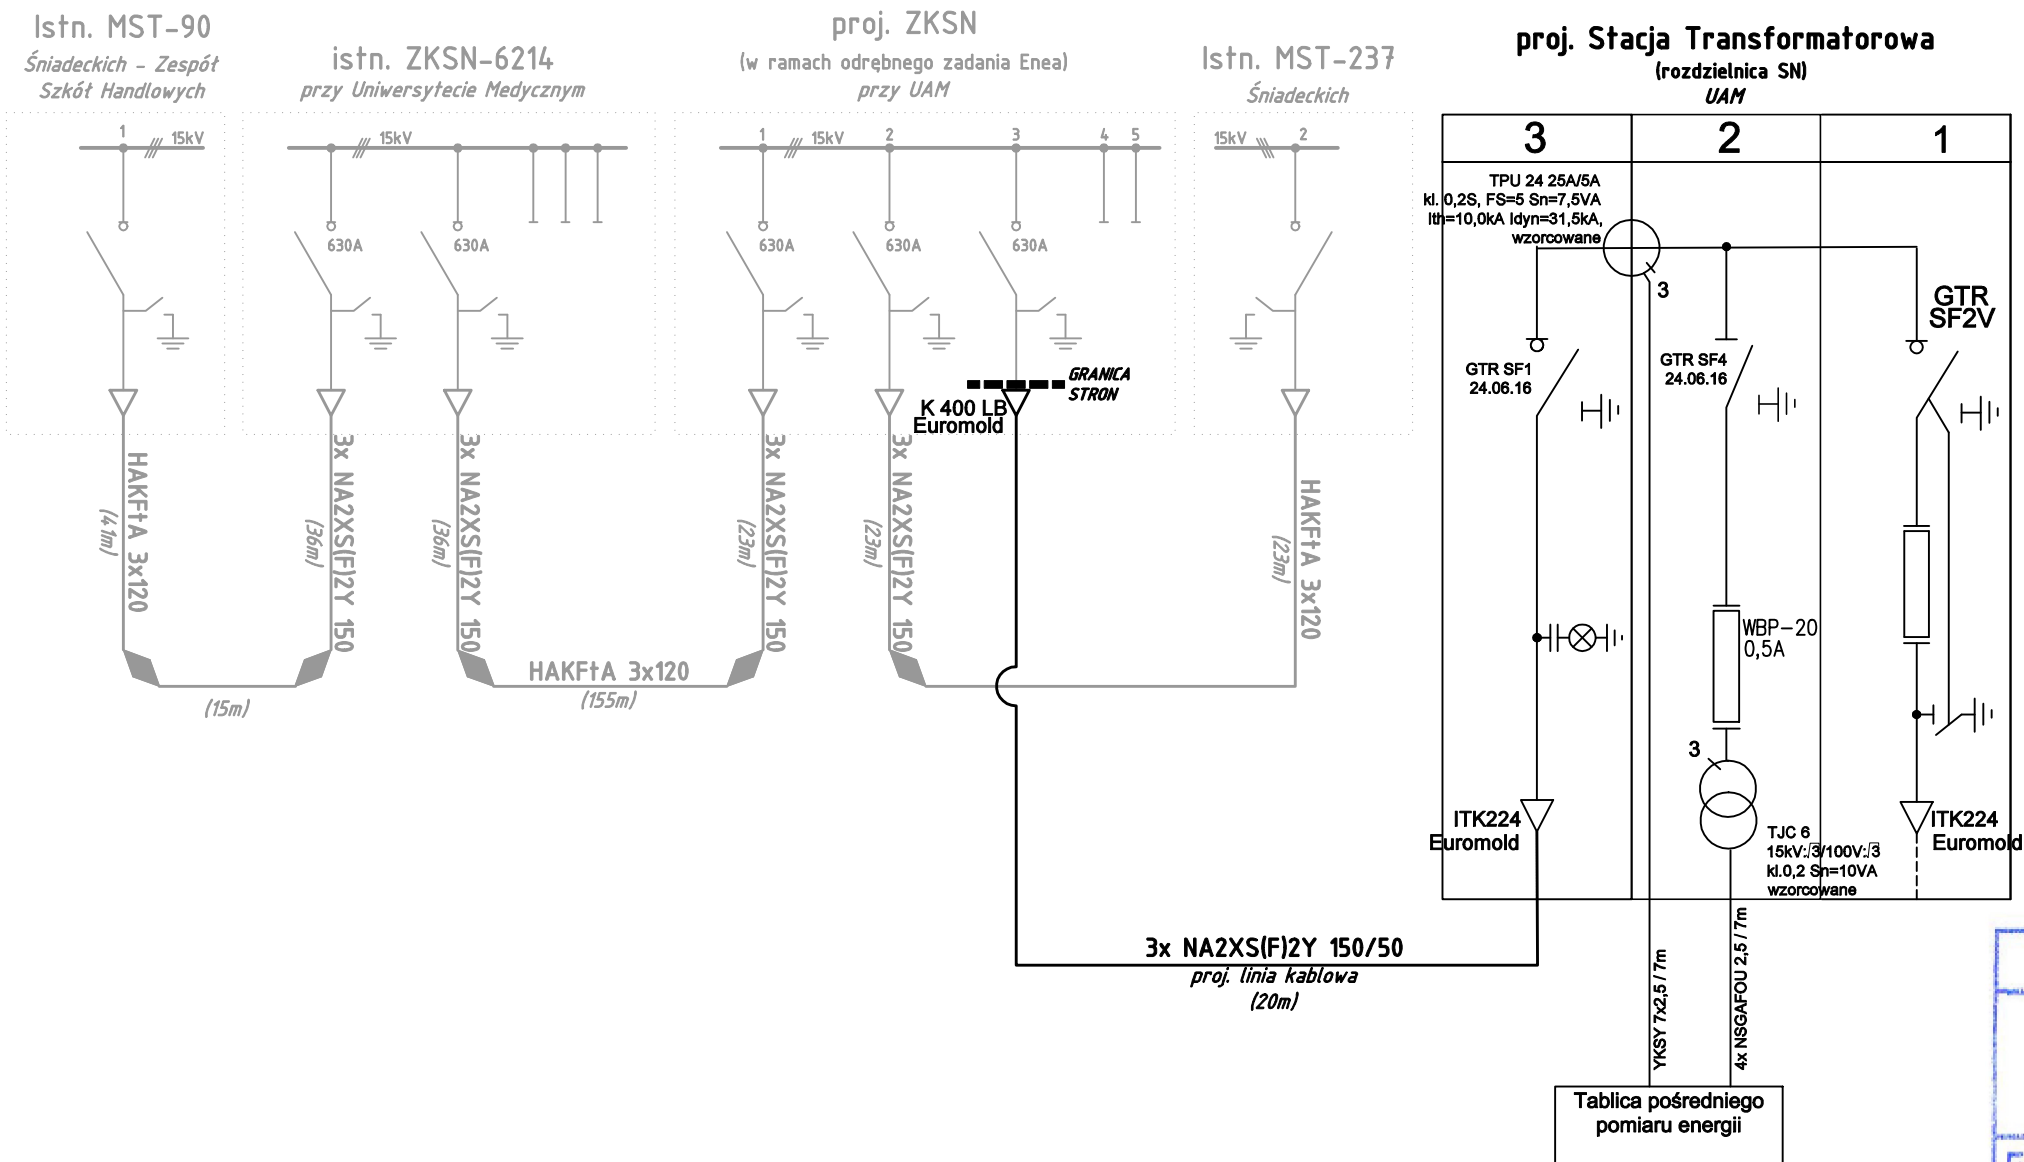 Istn. MST-90
Śniadeckich - Zespół
Szkół Handlowych
istn. ZKSN-6214
przy Uniwersytecie Medycznym
proj. ZKSN
(w ramach odrębnego zadania Enea)
przy UAM
Istn. MST-237
Śniadeckich
proj. Stacja Transformatorowa
(rozdzielnica SN)
UAM
1
15kV
15kV
1
15kV
2
3
4
5
15kV
2
3
2
1
630A
630A
630A
630A
630A
TPU 24 25A/5A
kl. 0,2S, FS=5 Sn=7,5VA
Ith=10,0kA Idyn=31,5kA,
wzorcowane
3
GTR
SF2V
GTR SF1
24.06.16
GTR SF4
24.06.16
GRANICA
STRON
K 400 LB
Euromold
HAKFtA 3x120
(41m)
3x NA2XS(F)2Y 150
(36m)
3x NA2XS(F)2Y 150
(36m)
3x NA2XS(F)2Y 150
(23m)
3x NA2XS(F)2Y 150
(23m)
HAKFtA 3x120
(23m)
(15m)
HAKFtA 3x120
(155m)
WBP-20
0,5A
3
ITK224
Euromold
TJC 6
15kV:√3/100V:√3
kl.0,2 Sn=10VA
wzorcowane
ITK224
Euromold
3x NA2XS(F)2Y 150/50
proj. linia kablowa
(20m)
YKSY 7x2,5 / 7m
4x NSGAFOU 2,5 / 7m
Tablica pośredniego
pomiaru energii